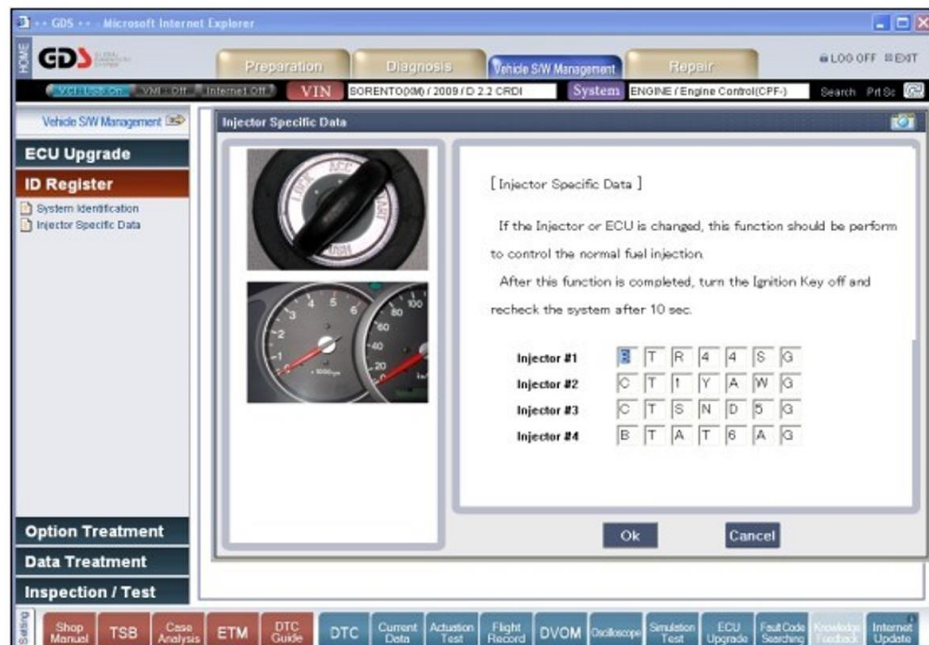 GDS - Microsoft Internet Explorer
HOME
GDS
Preparation
Diagnosis
Vehicle S/W Management
Repair
LOG OFF
EXIT
VCI : USB On
VMI : Off
Internet Off
VIN
SORENTO(XM) / 2009 / D 2.2 CRDI
System
ENGINE / Engine Control(CPF-)
Search
Prt Sc
Vehicle S/W Management
Injector Specific Data
ECU Upgrade
ID Register
System Identification
Injector Specific Data
LOCK ACC START
[ Injector Specific Data ]
If the Injector or ECU is changed, this function should be perform
to control the normal fuel injection.
After this function is completed, turn the Ignition Key off and
recheck the system after 10 sec.
Injector #1 B T R 4 4 S G
Injector #2 C T 1 Y A W G
Injector #3 C T S N D 5 G
Injector #4 B T A T 6 A G
Ok
Cancel
Option Treatment
Data Treatment
Inspection / Test
Setting
Shop Manual
TSB
Case Analysis
ETM
DTC Guide
DTC
Current Data
Actuation Test
Flight Record
DVOM
Oscilloscope
Simulation Test
ECU Upgrade
Fault Code Searching
Knowledge Feedback
Internet Update